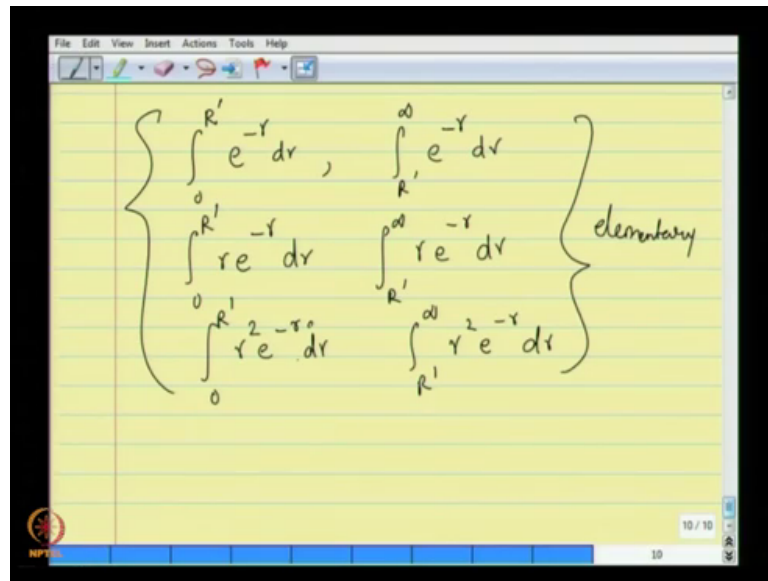 File Edit View Insert Actions Tools Help
∫₀^{R'} e^{-r} dr , ∫_{R'}^∞ e^{-r} dr
∫₀^{R'} r e^{-r} dr ∫_{R'}^∞ r e^{-r} dr elementary
∫₀^{R'} r² e^{-r} dr ∫_{R'}^∞ r² e^{-r} dr
10 / 10
NPTEL
10